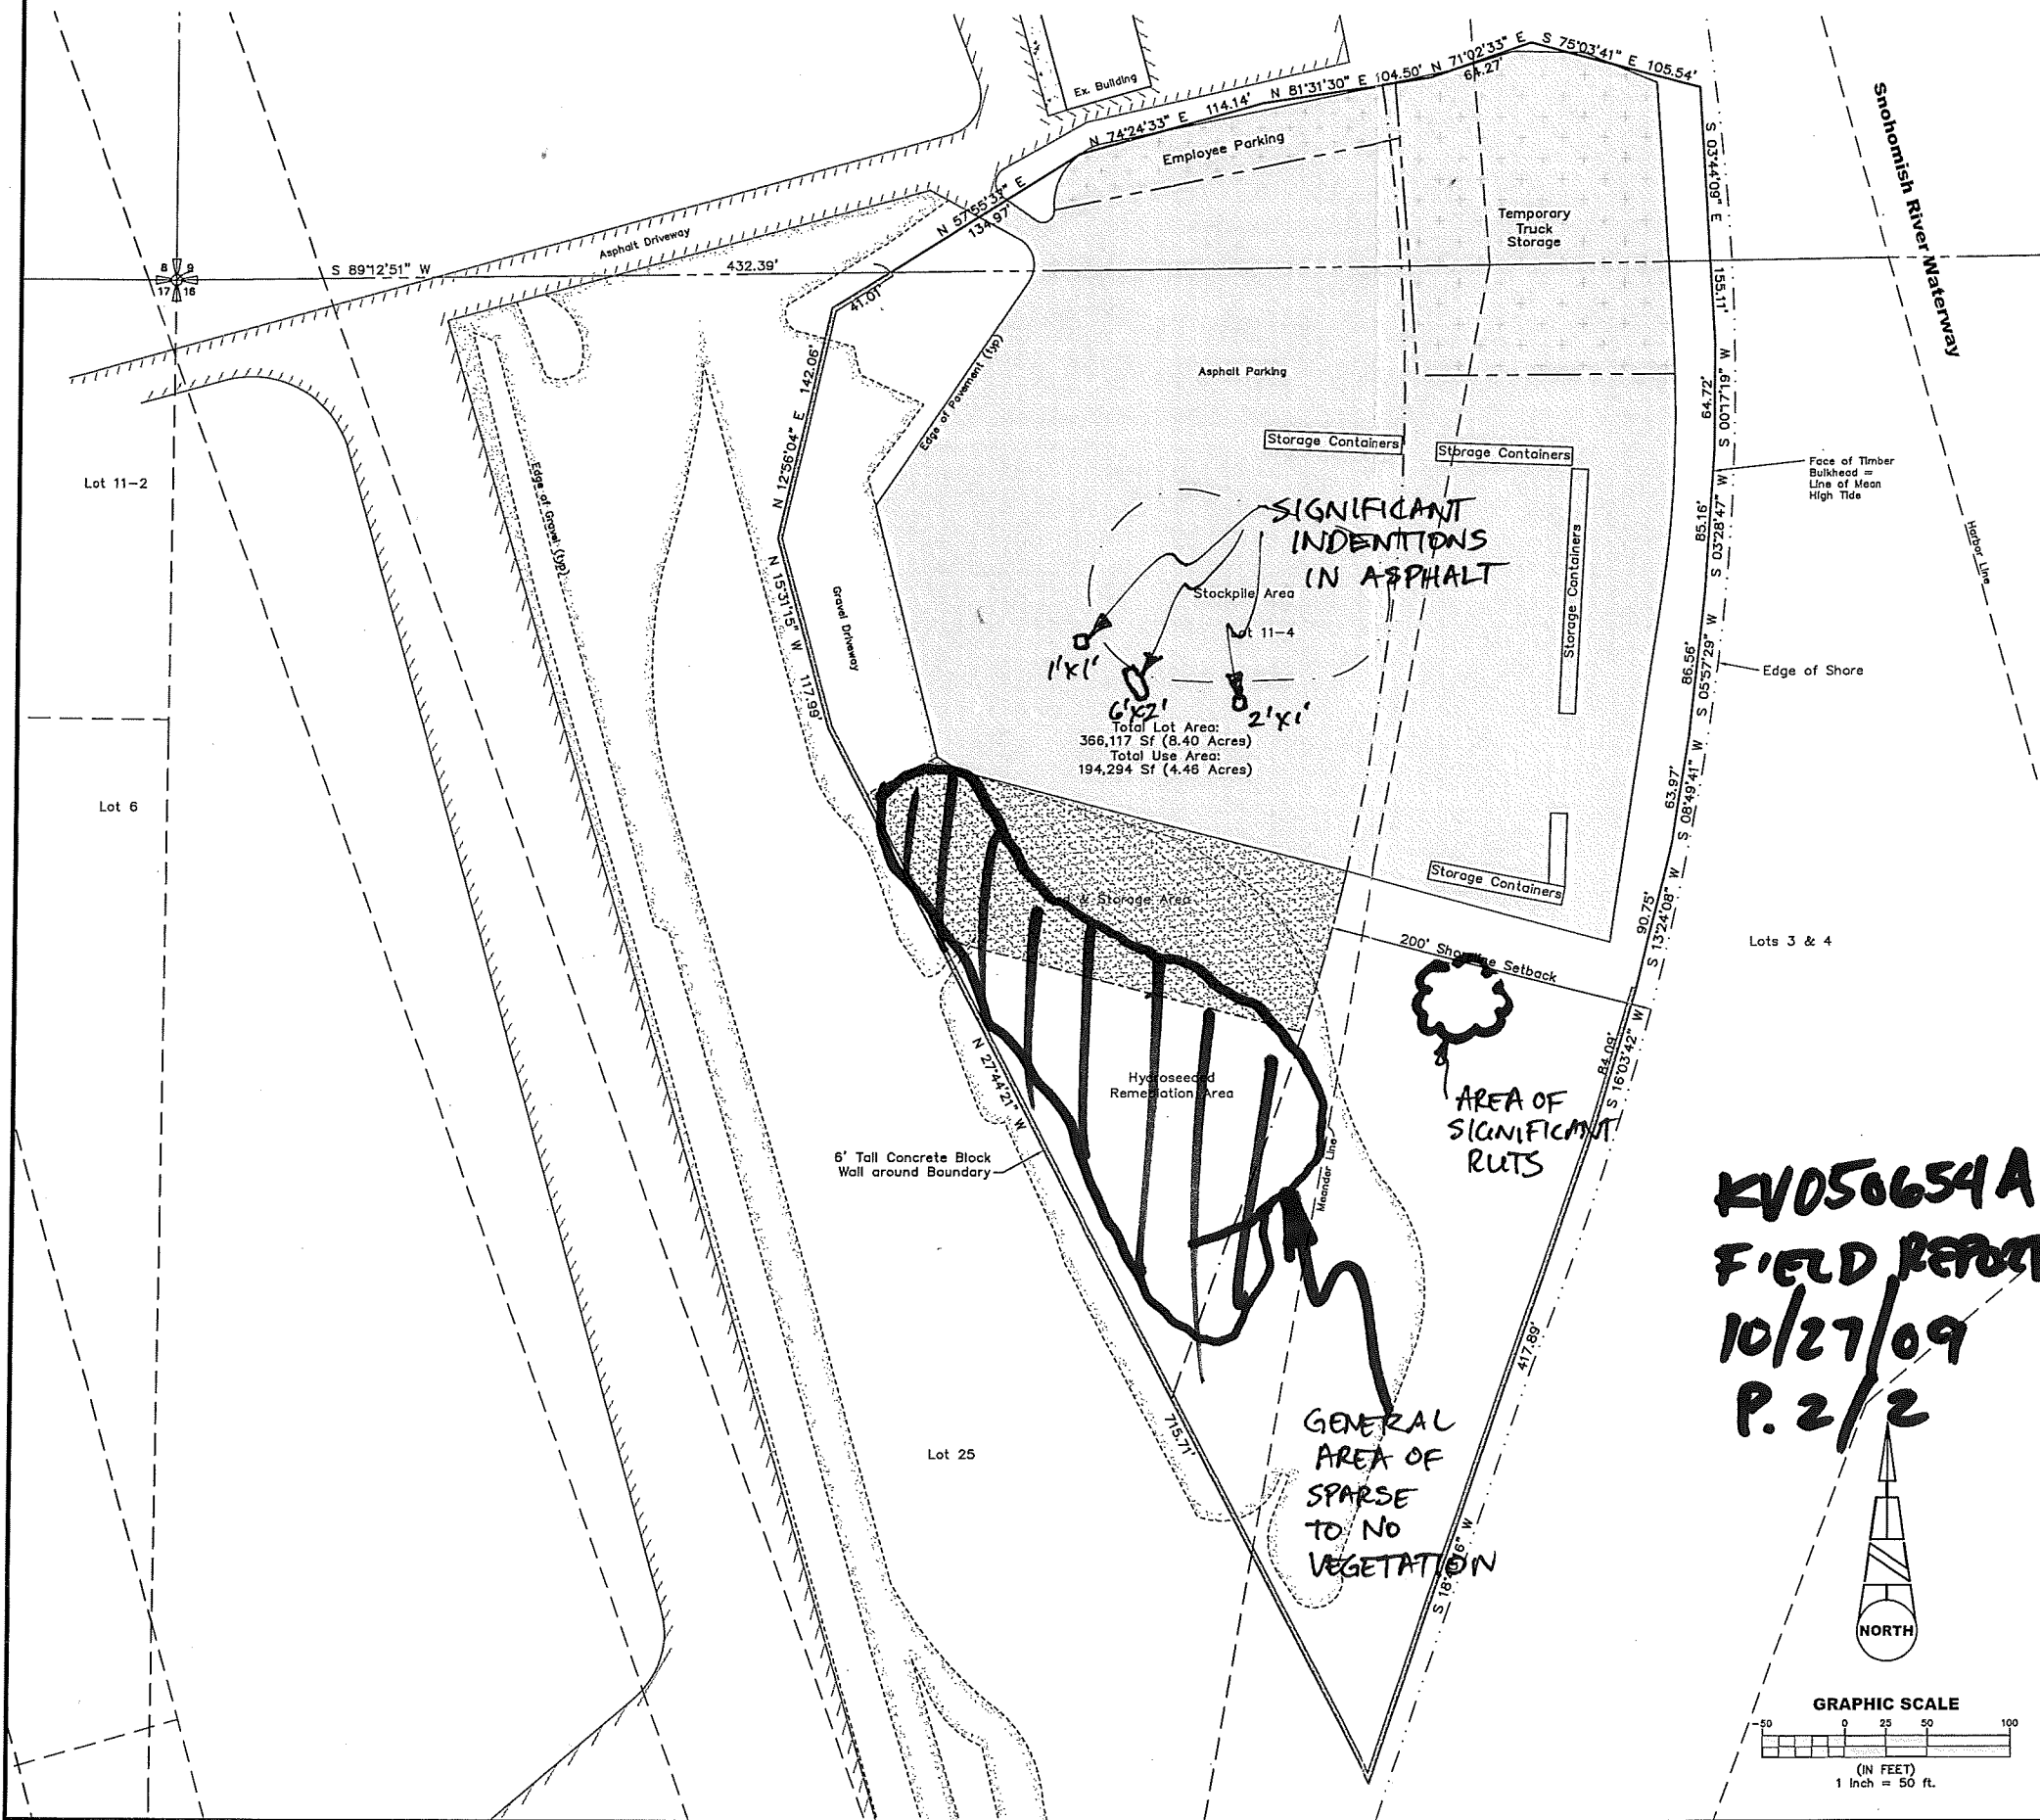 Ex. Building
N 74°24'33" E 114.14'
N 81°31'30" E 104.50'
N 71°02'33" E
64.27'
S 75°03'41" E 105.54'
Employee Parking
Temporary
Truck
Storage
Snohomish River Waterway
S 03°44'09" E 155.11'
N 57°55'37" E
134.97'
Asphalt Driveway
8 9
17 16
S 89°12'51" W
432.39'
41.01'
N 12°56'04" E 142.06'
Edge of Pavement (typ)
Asphalt Parking
64.72'
S 00°17'19" W
Storage Containers
Storage Containers
Face of Timber
Bulkhead =
Line of Mean
High Tide
Lot 11-2
Edge of Gravel (typ)
SIGNIFICANT
INDENTIONS
IN ASPHALT
Storage Containers
85.16'
S 03°28'47" W
Harbor Line
N 15°31'15" W 117.99'
Gravel Driveway
Stockpile Area
Lot 11-4
1'X1'
6'X2'
2'X1'
86.56'
S 05°57'29" W
Edge of Shore
Total Lot Area:
366,117 Sf (8.40 Acres)
Total Use Area:
194,294 Sf (4.46 Acres)
Lot 6
63.97'
S 08°49'41" W
Storage Containers
& Storage Area
90.75'
S 13°24'08" W
Lots 3 & 4
200' Shoreline Setback
84.09'
S 16°03'42" W
N 27°44'21" W
715.71'
Hydroseeded
Remediation Area
AREA OF
SIGNIFICANT
RUTS
6' Tall Concrete Block
Wall around Boundary
Meander Line
KV050654A
FIELD REPORT
10/27/09
P. 2/2
417.89'
GENERAL
AREA OF
SPARSE
TO NO
VEGETATION
Lot 25
NORTH
GRAPHIC SCALE
-50 0 25 50 100
(IN FEET)
1 Inch = 50 ft.